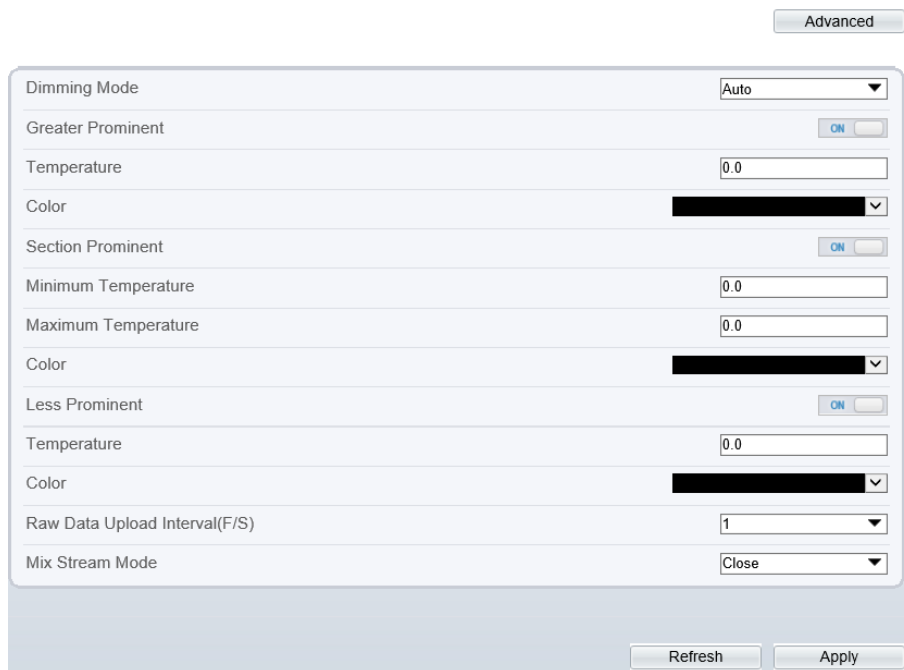 Advanced
Dimming Mode Auto
Greater Prominent ON
Temperature 0.0
Color
Section Prominent ON
Minimum Temperature 0.0
Maximum Temperature 0.0
Color
Less Prominent ON
Temperature 0.0
Color
Raw Data Upload Interval(F/S) 1
Mix Stream Mode Close
Refresh Apply